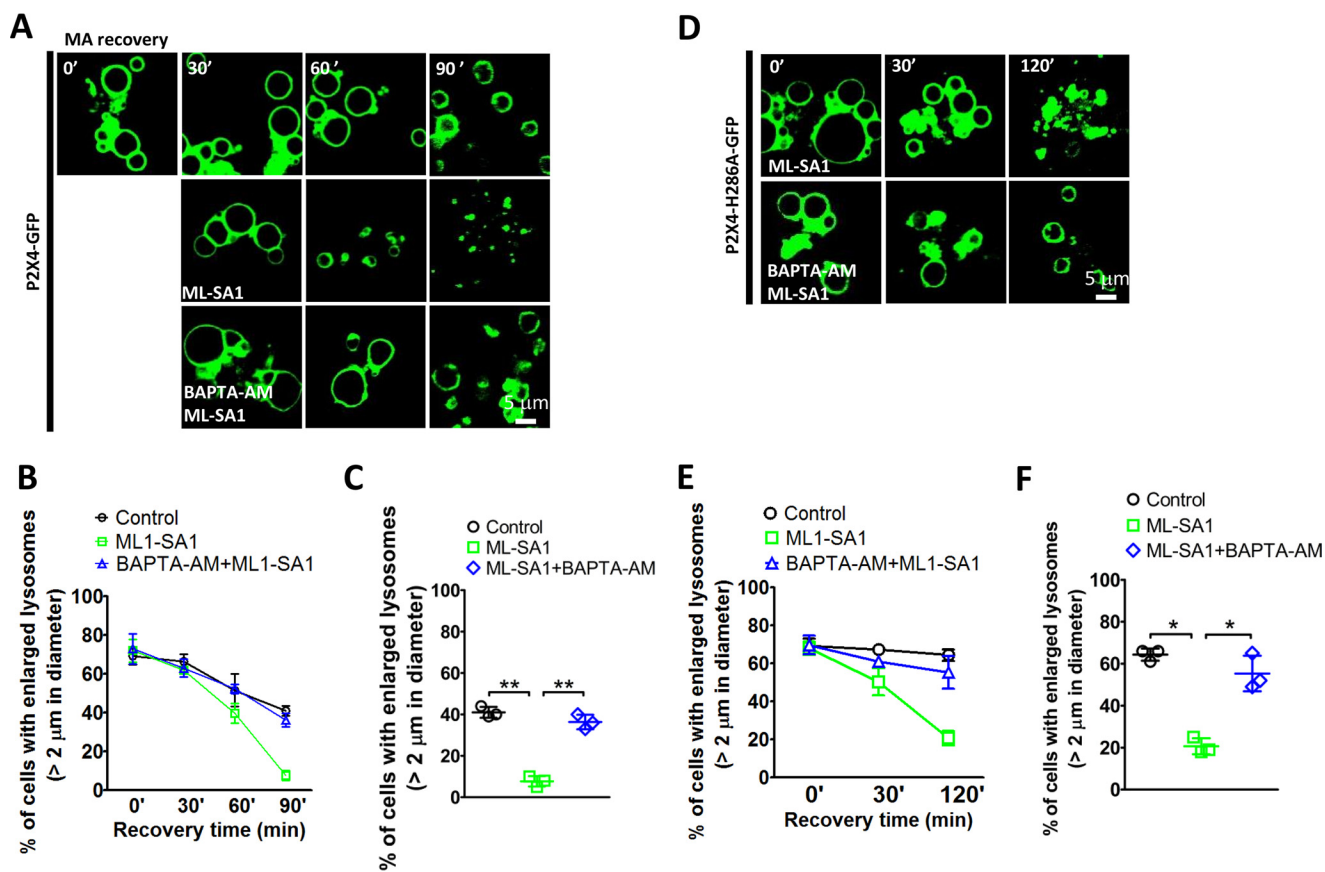 A
MA recovery
0’
30’
60’
90 ’
P2X4-GFP
ML-SA1
BAPTA-AM
ML-SA1
5 µm
D
0’
30’
120’
P2X4-H286A-GFP
ML-SA1
BAPTA-AM
ML-SA1
5 µm
B
Control
ML1-SA1
BAPTA-AM+ML1-SA1
% of cells with enlarged lysosomes
(> 2 µm in diameter)
100
80
60
40
20
0
0' 30' 60' 90'
Recovery time (min)
C
Control
ML-SA1
ML-SA1+BAPTA-AM
% of cells with enlarged lysosomes
(> 2 µm in diameter)
100
80
60
40
20
0
** **
E
Control
ML1-SA1
BAPTA-AM+ML1-SA1
% of cells with enlarged lysosomes
(> 2 µm in diameter)
100
80
60
40
20
0
0' 30' 120'
Recovery time (min)
F
Control
ML-SA1
ML-SA1+BAPTA-AM
% of cells with enlarged lysosomes
(> 2 µm in diameter)
100
80
60
40
20
0
* *